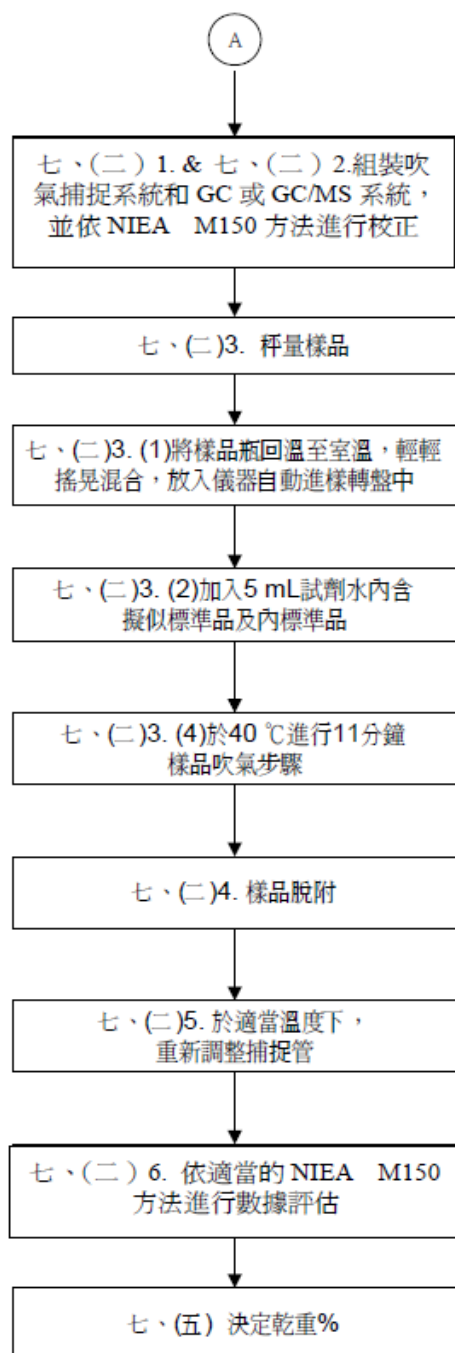 A
七、(二) 1. & 七、(二) 2.組裝吹
氣捕捉系統和 GC 或 GC/MS 系統，
並依 NIEA M150 方法進行校正
七、(二)3. 秤量樣品
七、(二)3. (1)將樣品瓶回溫至室溫，輕輕
搖晃混合，放入儀器自動進樣轉盤中
七、(二)3. (2)加入5 mL試劑水內含
擬似標準品及內標準品
七、(二)3. (4)於40 ℃進行11分鐘
樣品吹氣步驟
七、(二)4. 樣品脫附
七、(二)5. 於適當溫度下，
重新調整捕捉管
七、(二) 6. 依適當的 NIEA M150
方法進行數據評估
七、(五) 決定乾重%